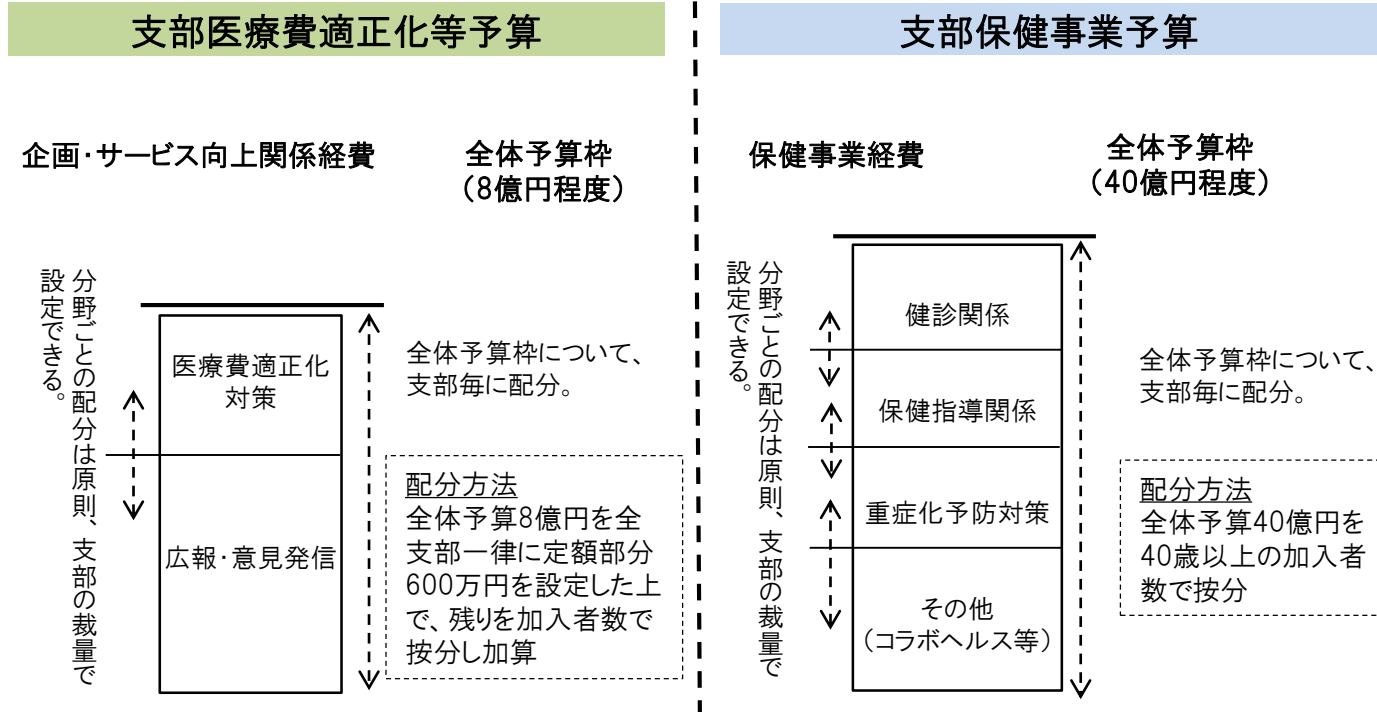 支部医療費適正化等予算
企画・サービス向上関係経費
全体予算枠
（8億円程度）
分野ごとの配分は原則、支部の裁量で
設定できる。
医療費適正化
対策
広報・意見発信
全体予算枠について、
支部毎に配分。
配分方法
全体予算8億円を全
支部一律に定額部分
600万円を設定した上
で、残りを加入者数で
按分し加算
支部保健事業予算
保健事業経費
全体予算枠
（40億円程度）
分野ごとの配分は原則、支部の裁量で
設定できる。
健診関係
保健指導関係
重症化予防対策
その他
（コラボヘルス等）
全体予算枠について、
支部毎に配分。
配分方法
全体予算40億円を
40歳以上の加入者
数で按分